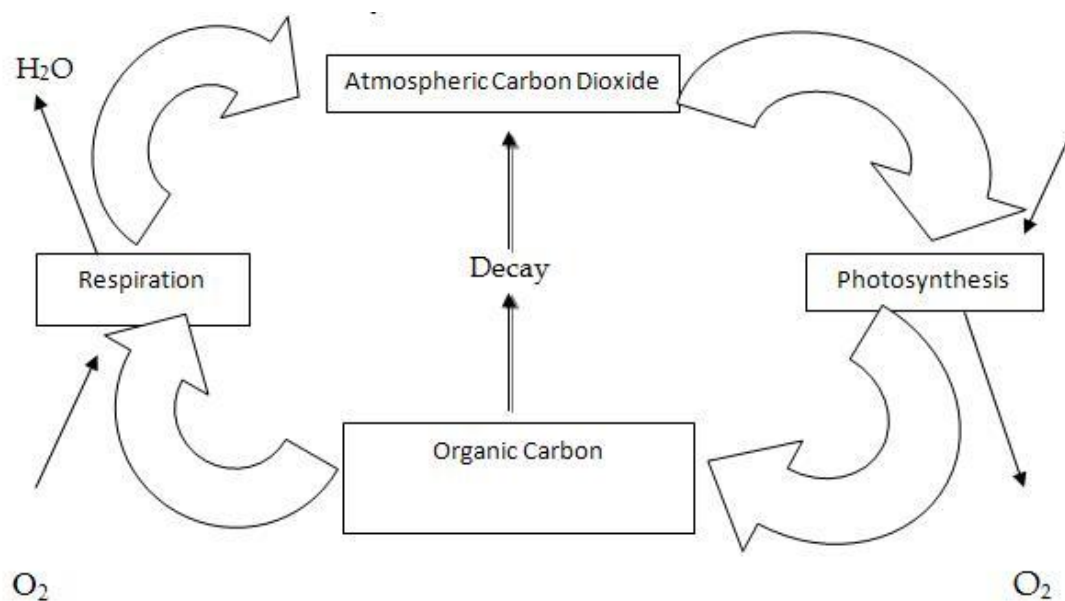 Atmospheric Carbon Dioxide
H₂O
Respiration
Decay
Photosynthesis
Organic Carbon
O₂
O₂